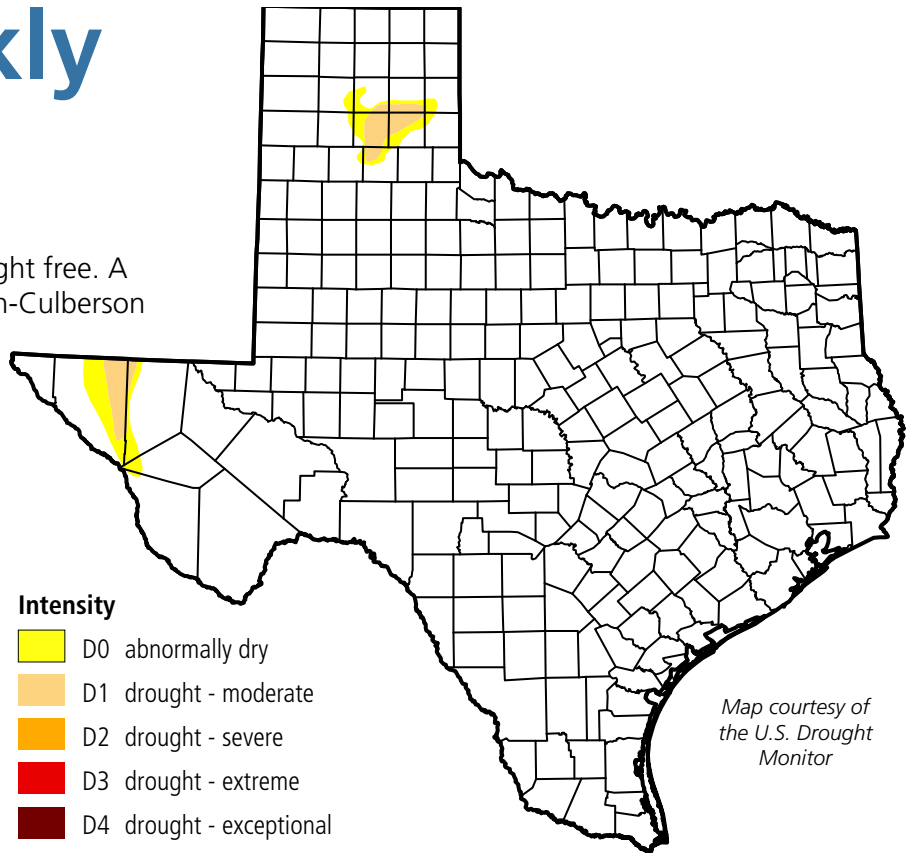 kly
ght free. A
n-Culberson
Intensity
D0 abnormally dry
D1 drought - moderate
D2 drought - severe
D3 drought - extreme
D4 drought - exceptional
Map courtesy of
the U.S. Drought
Monitor